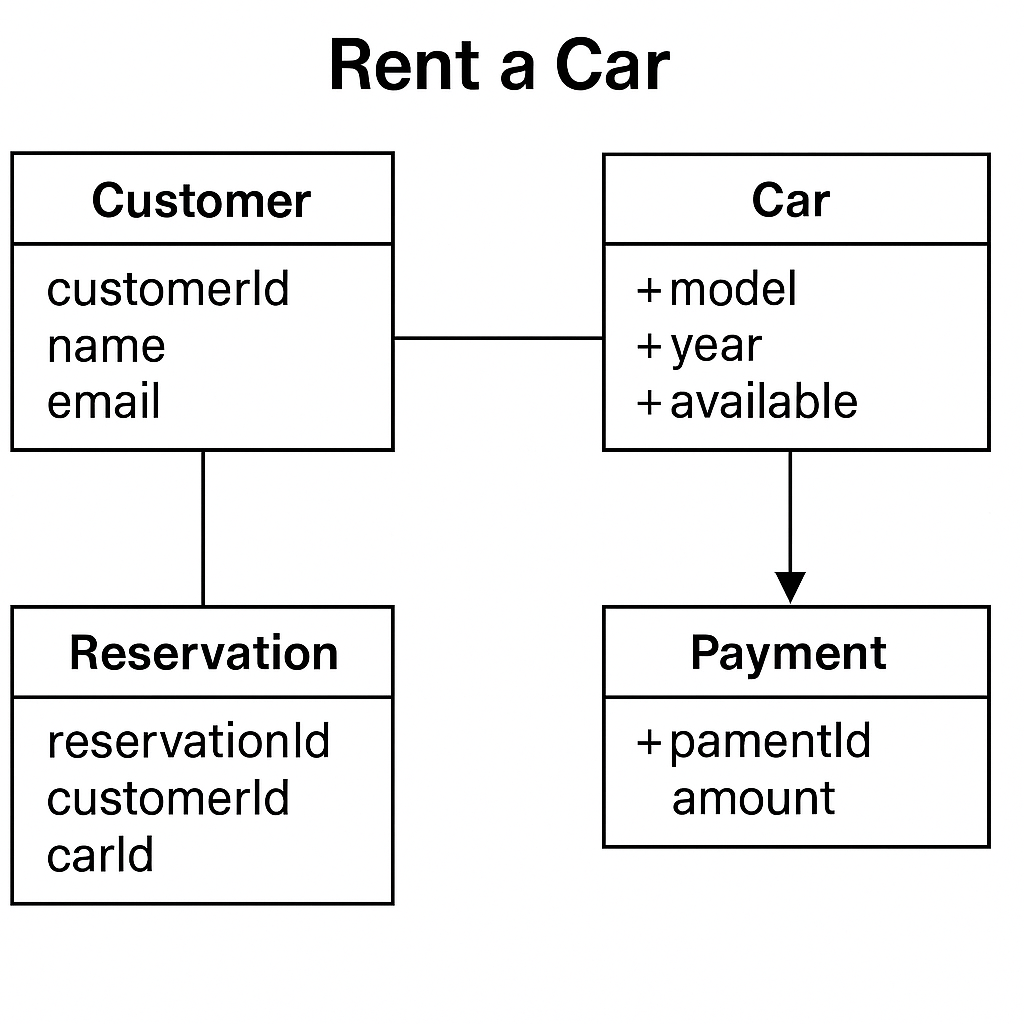 Rent a Car
Customer
customerId
name
email
Car
+ model
+ year
+ available
Reservation
reservationId
customerId
carId
Payment
+ pamentId
amount